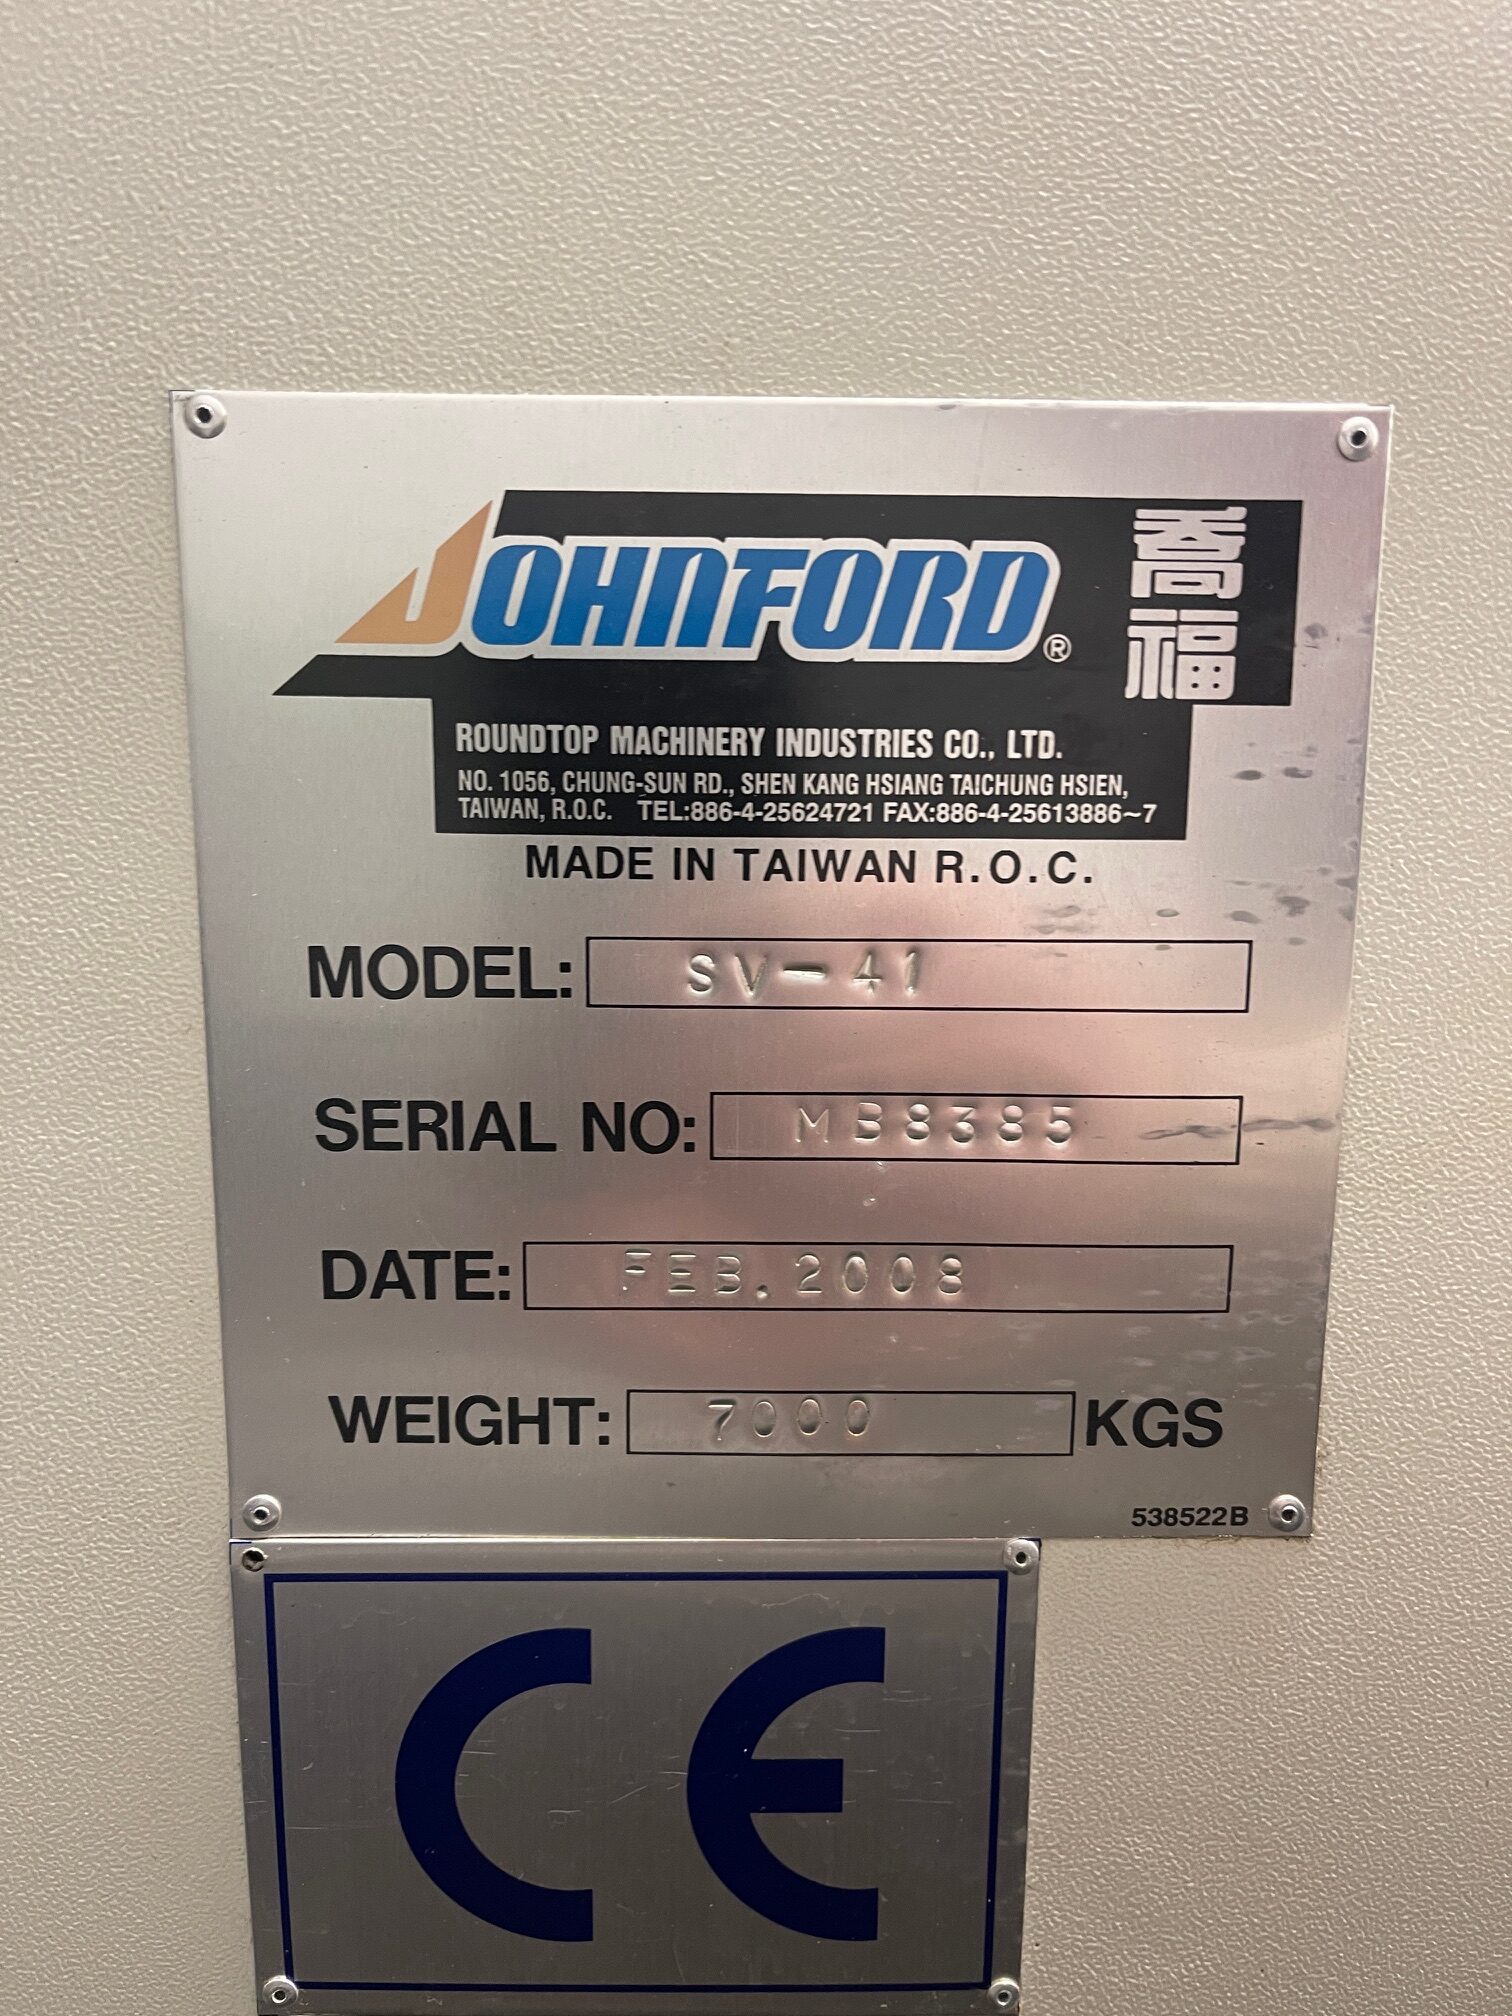 JOHNFORD®
喬福
ROUNDTOP MACHINERY INDUSTRIES CO., LTD.
NO. 1056, CHUNG-SUN RD., SHEN KANG HSIANG TAICHUNG HSIEN,
TAIWAN, R.O.C. TEL:886-4-25624721 FAX:886-4-25613886~7
MADE IN TAIWAN R.O.C.
MODEL: SV-41
SERIAL NO: MB8385
DATE: FEB.2008
WEIGHT: 7000 KGS
538522B
CE